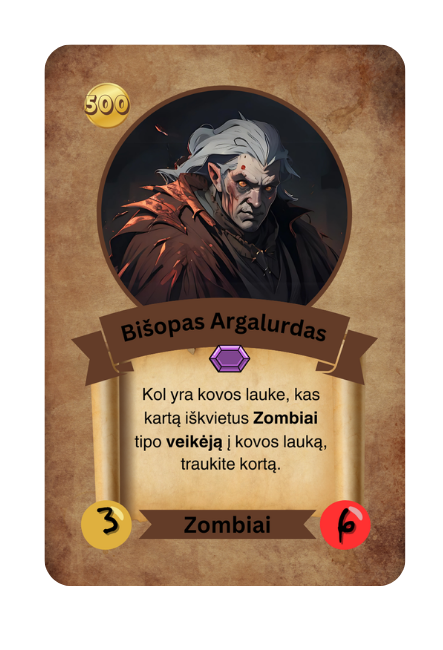 500
Bišopas Argalurdas
Kol yra kovos lauke, kas
kartą iškvietus Zombiai
tipo veikėją į kovos lauką,
traukite kortą.
3
Zombiai
6